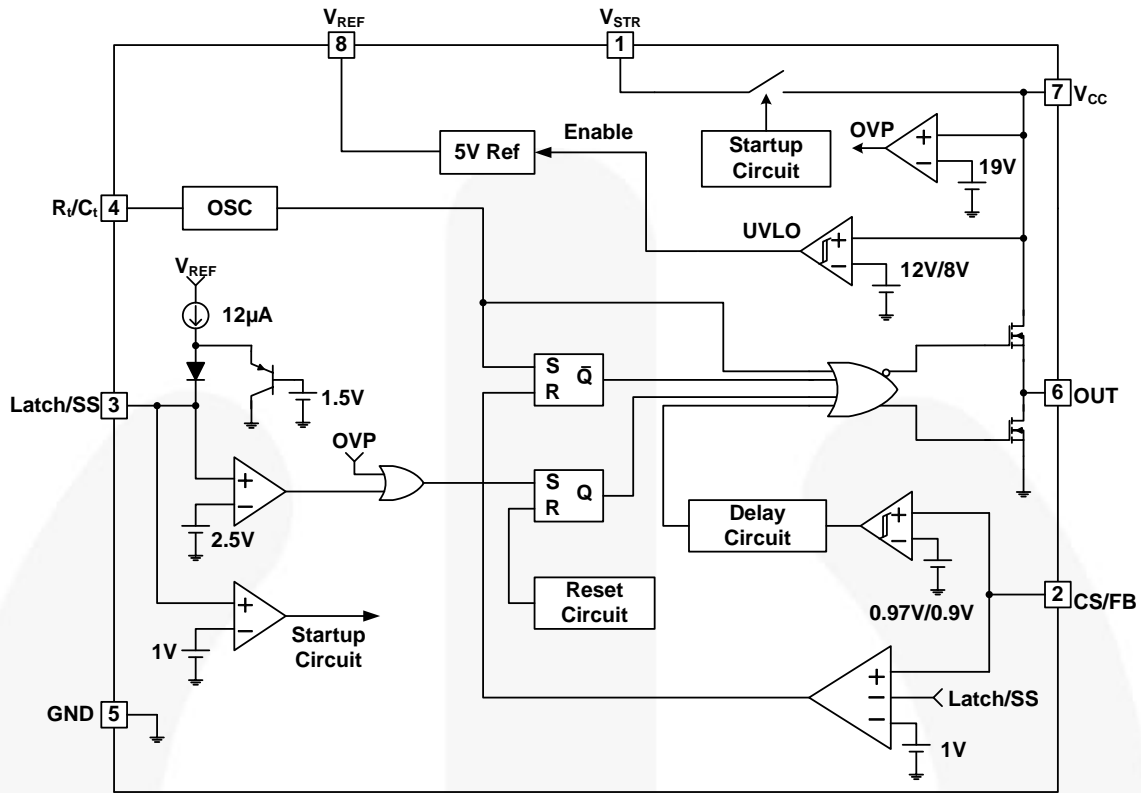 VREF
VSTR
8
1
7
VCC
OVP
Enable
5V Ref
Startup
Circuit
+
−
19V
Rt/Ct
4
OSC
UVLO
+
−
12V/8V
VREF
12µA
S
R
Q̄
1.5V
Latch/SS
3
6
OUT
OVP
+
−
2.5V
S
R
Q
Delay
Circuit
+
−
0.97V/0.9V
Reset
Circuit
2
CS/FB
+
−
1V
Startup
Circuit
+
−
−
Latch/SS
1V
GND
5